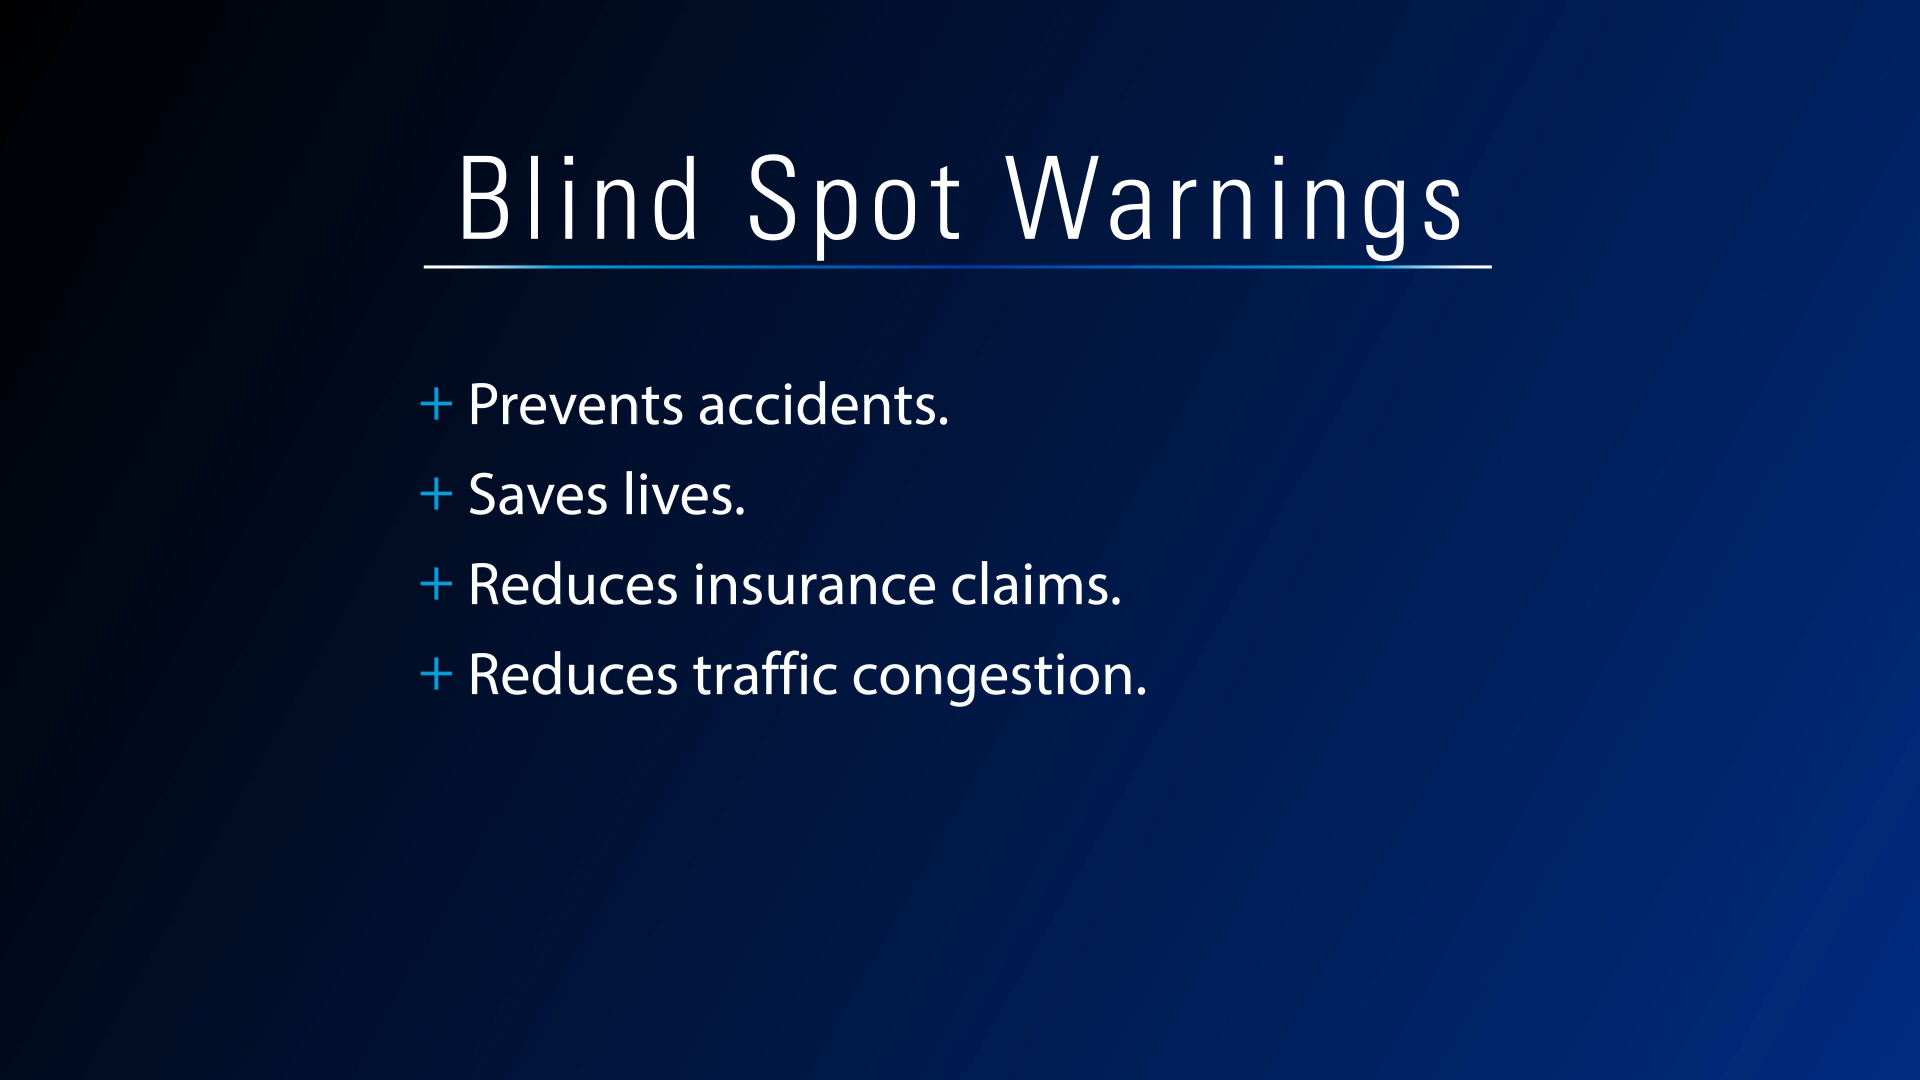 Blind Spot Warnings
+ Prevents accidents.
+ Saves lives.
+ Reduces insurance claims.
+ Reduces traffic congestion.